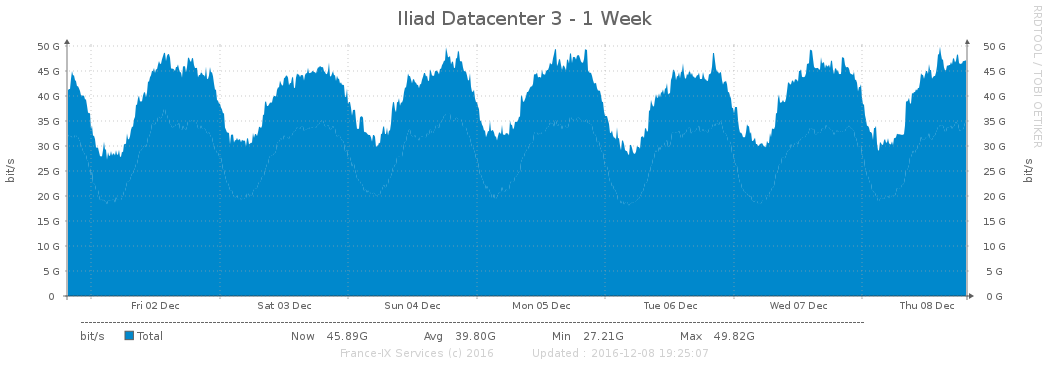 Iliad Datacenter 3 - 1 Week
RRDTOOL / TOBI OETIKER
50 G 50 G
45 G 45 G
40 G 40 G
35 G 35 G
30 G 30 G
25 G 25 G
20 G 20 G
15 G 15 G
10 G 10 G
5 G 5 G
0 0 G
bit/s bit/s
Fri 02 Dec Sat 03 Dec Sun 04 Dec Mon 05 Dec Tue 06 Dec Wed 07 Dec Thu 08 Dec
bit/s Total Now 45.89G Avg 39.80G Min 27.21G Max 49.82G
France-IX Services (c) 2016 Updated : 2016-12-08 19:25:07